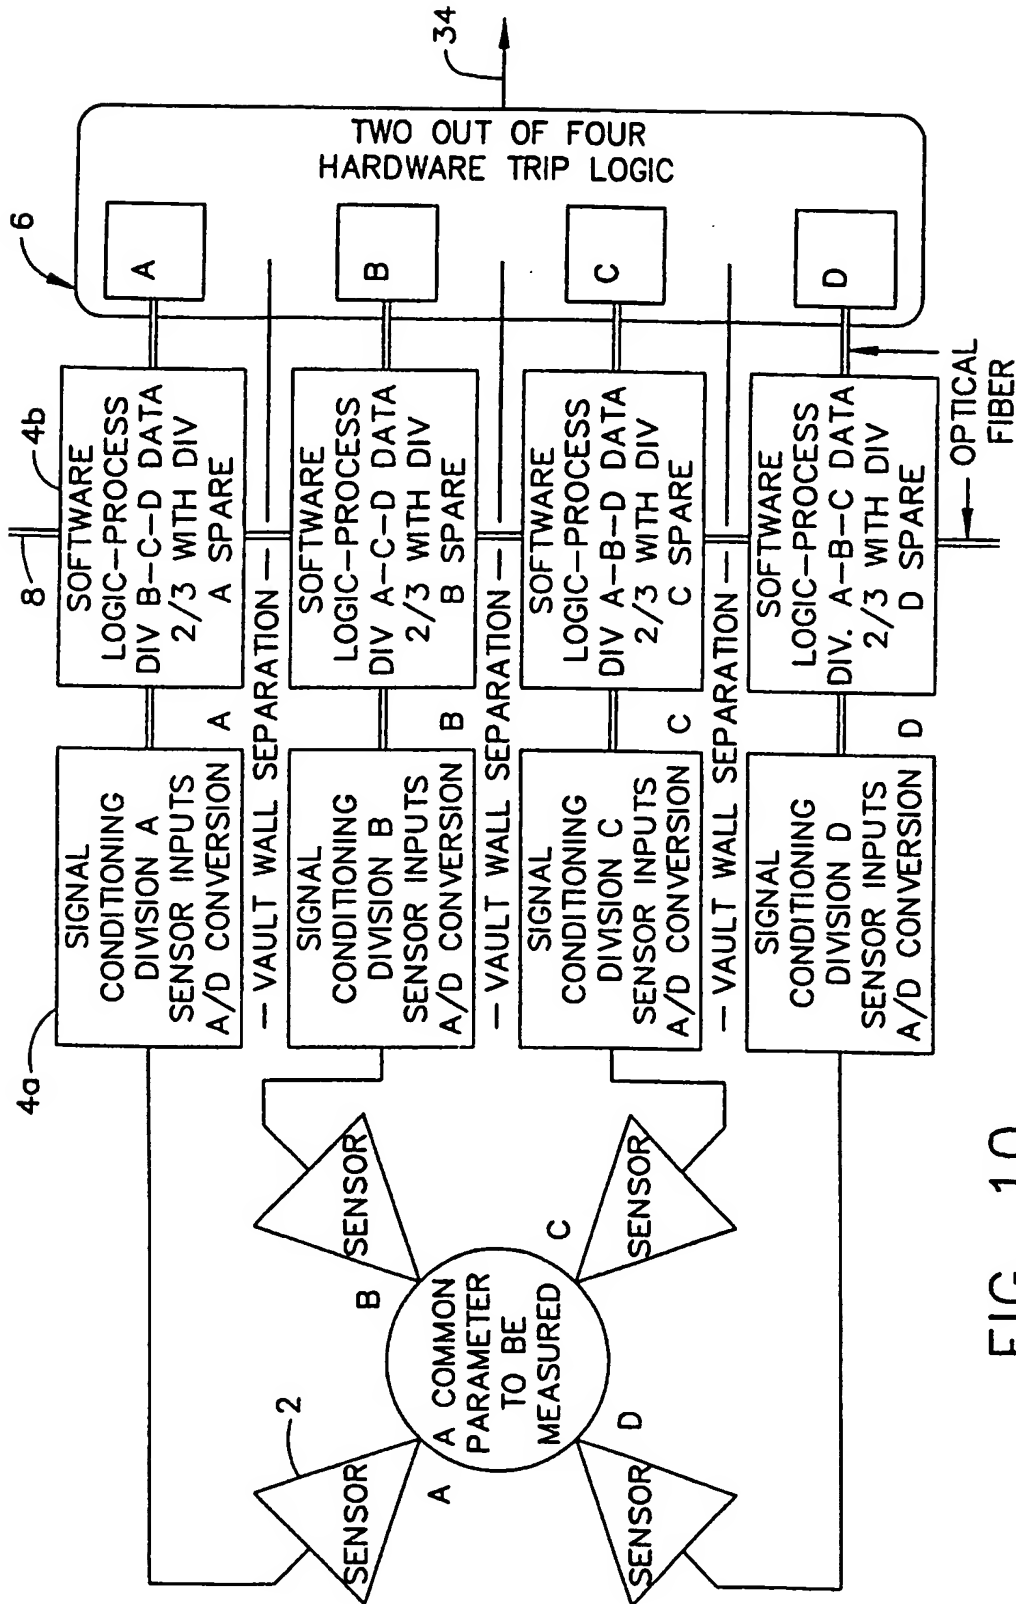 4a
SIGNAL
CONDITIONING
DIVISION A
SENSOR INPUTS
A/D CONVERSION
A
8
SOFTWARE
LOGIC-PROCESS
DIV B-C-D DATA
2/3 WITH DIV
A SPARE
4b
6
A
TWO OUT OF FOUR
HARDWARE TRIP LOGIC
34
— VAULT WALL SEPARATION —
SIGNAL
CONDITIONING
DIVISION B
SENSOR INPUTS
A/D CONVERSION
B
SOFTWARE
LOGIC-PROCESS
DIV A-C-D DATA
2/3 WITH DIV
B SPARE
B
— VAULT WALL SEPARATION —
SIGNAL
CONDITIONING
DIVISION C
SENSOR INPUTS
A/D CONVERSION
C
SOFTWARE
LOGIC-PROCESS
DIV A-B-D DATA
2/3 WITH DIV
C SPARE
C
— VAULT WALL SEPARATION —
SIGNAL
CONDITIONING
DIVISION D
SENSOR INPUTS
A/D CONVERSION
D
SOFTWARE
LOGIC-PROCESS
DIV. A-B-C DATA
2/3 WITH DIV
D SPARE
D
OPTICAL
FIBER
2
SENSOR
A
SENSOR
B
A COMMON
PARAMETER
TO BE
MEASURED
SENSOR
D
SENSOR
C